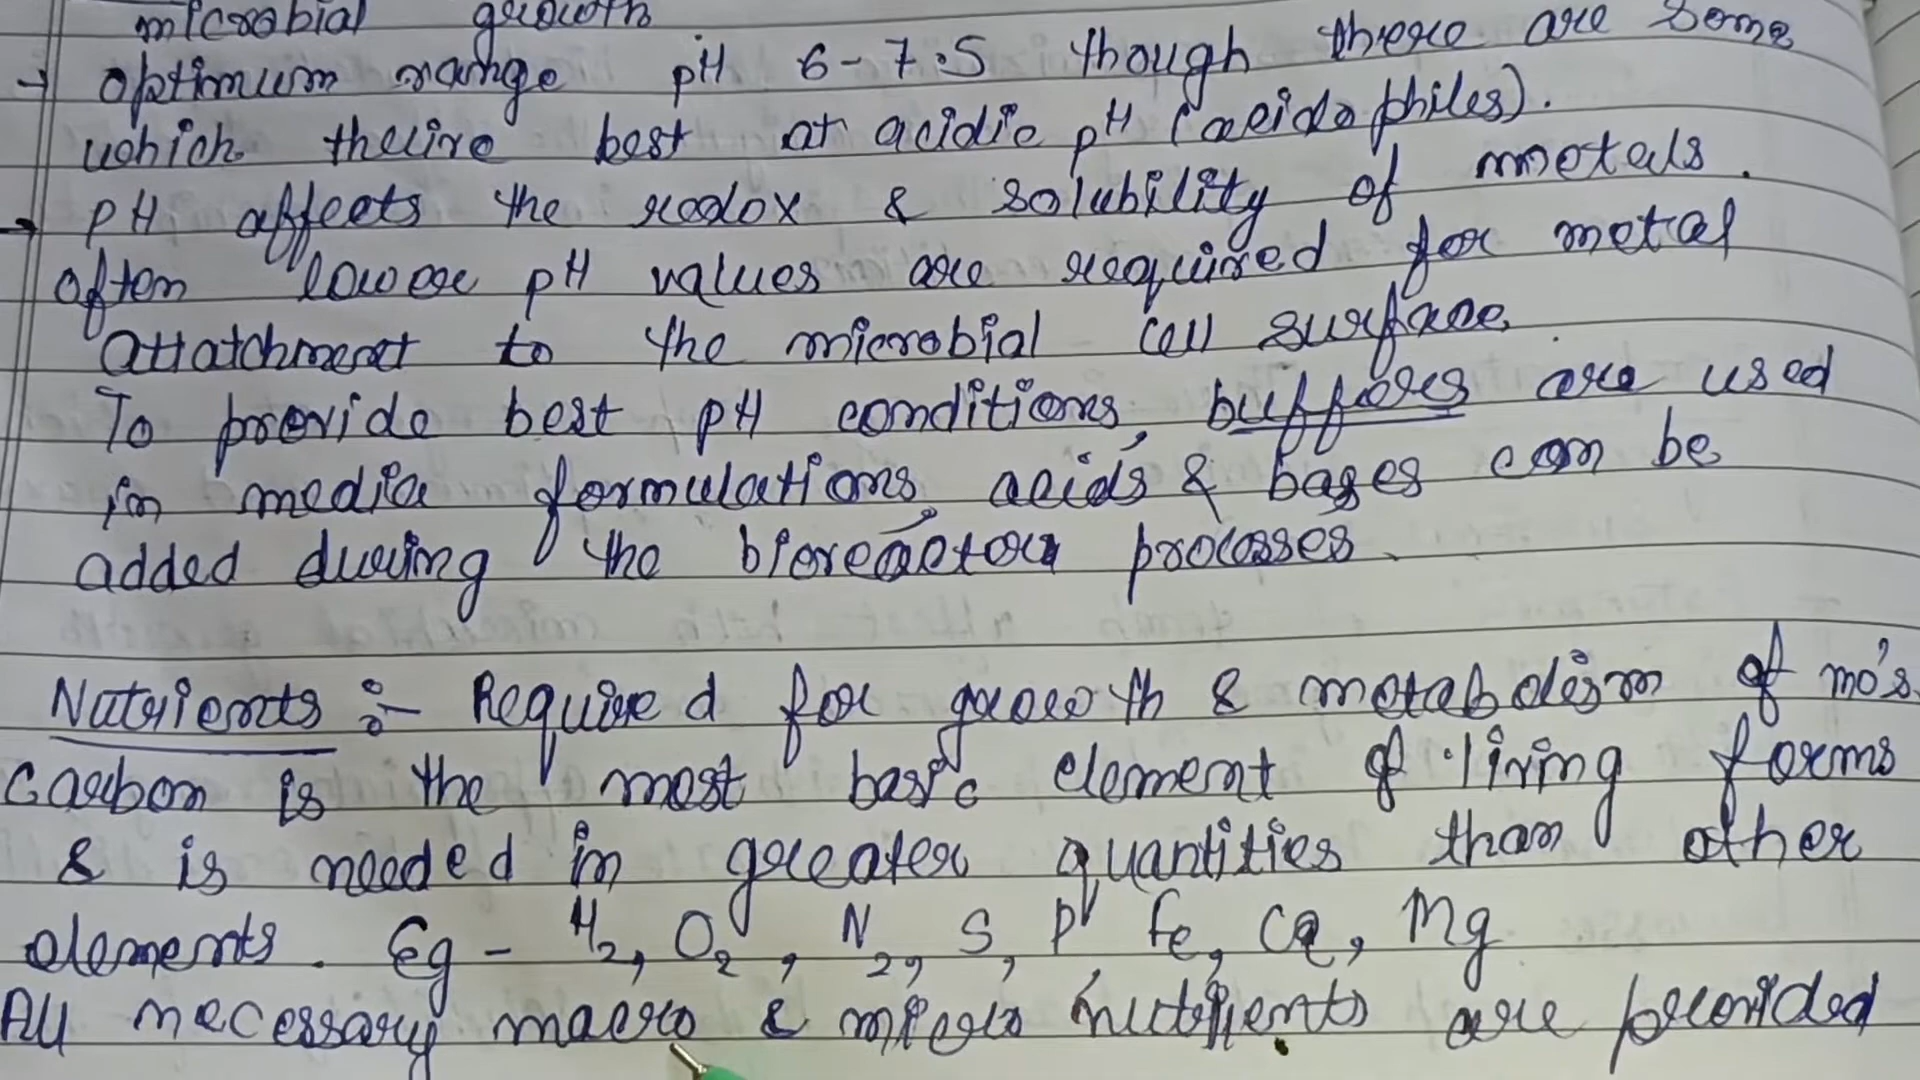 microbial growth
→ optimum range pH 6-7.5 though there are some
which thrive best at acidic pH (acidophiles).
→ pH affects the redox & solubility of metals.
often lower pH values are required for metal
attatchment to the microbial cell surface.
To provide best pH conditions, buffers are used
in media formulations, acids & bases can be
added during the bioreactor processes.
Nutrients :- Required for growth & metabolism of mo's.
Carbon is the most basic element of living forms
& is needed in greater quantities than other
elements. Eg - H2, O2, N2, S, P, Fe, Ca, Mg
All necessary macro & micro nutrients are provided